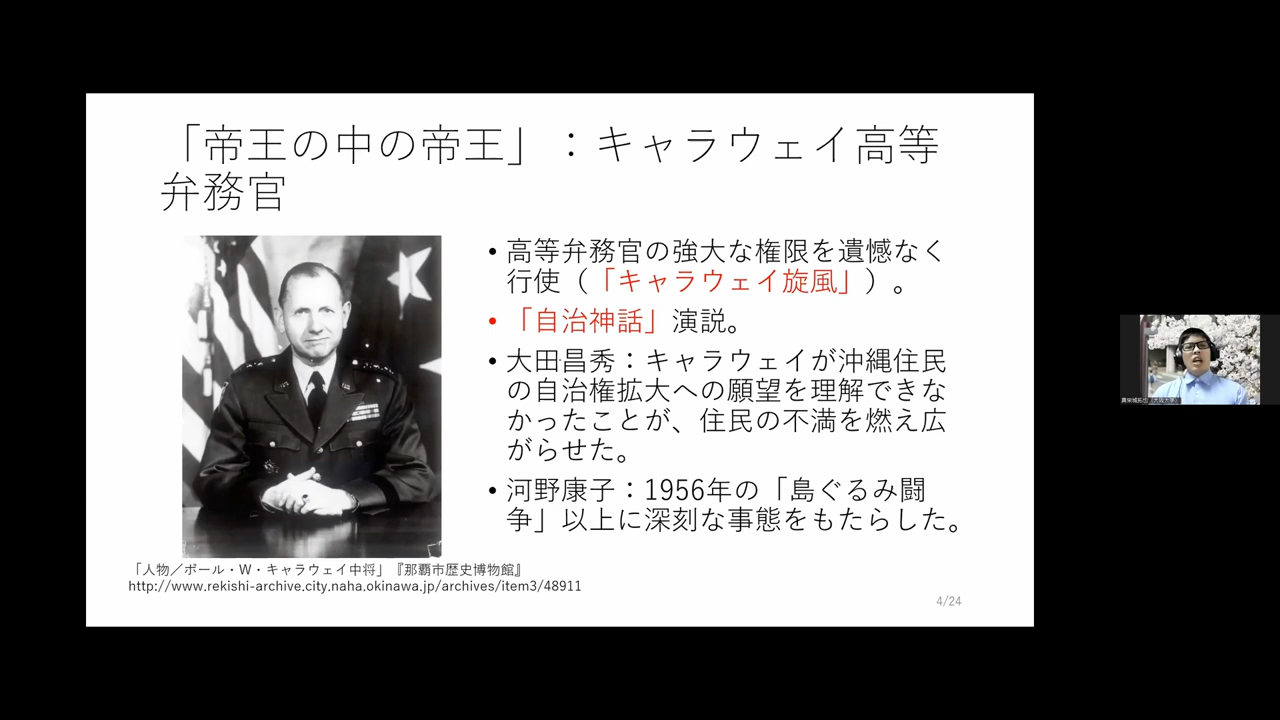 「帝王の中の帝王」：キャラウェイ高等
弁務官
• 高等弁務官の強大な権限を遺憾なく
行使（「キャラウェイ旋風」）。
• 「自治神話」演説。
• 大田昌秀：キャラウェイが沖縄住民
の自治権拡大への願望を理解できな
かったことが、住民の不満を燃え広
がらせた。
• 河野康子：1956年の「島ぐるみ闘
争」以上に深刻な事態をもたらした。
「人物／ポール・W・キャラウェイ中将」『那覇市歴史博物館』
http://www.rekishi-archive.city.naha.okinawa.jp/archives/item3/48911
4/24